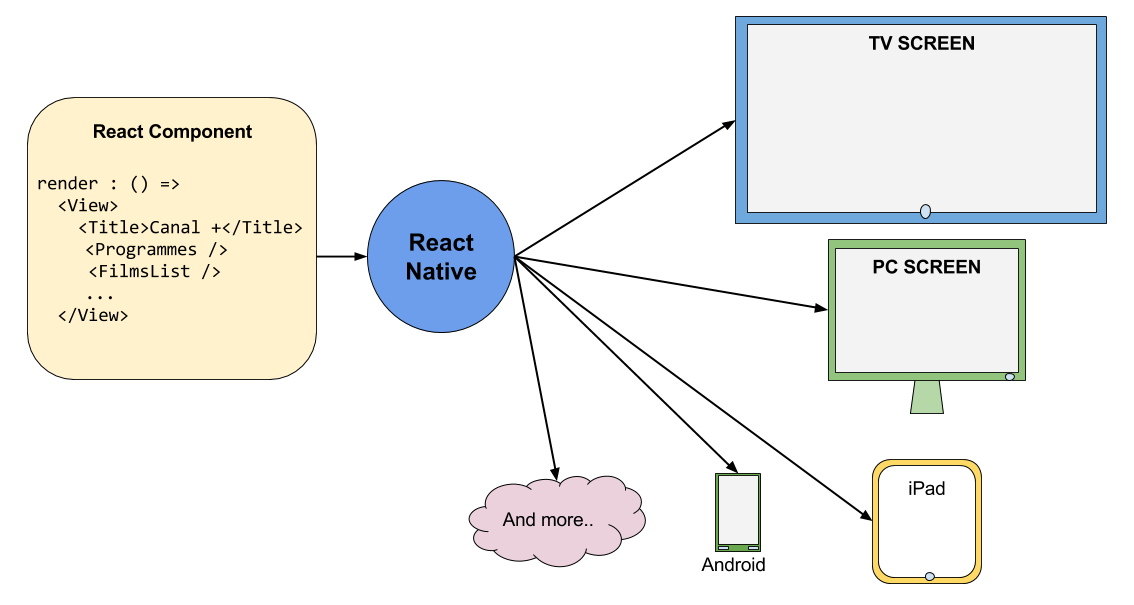 React Component
render : () =>
<View>
<Title>Canal +</Title>
<Programmes />
<FilmsList />
...
</View>
React
Native
TV SCREEN
PC SCREEN
And more..
Android
iPad